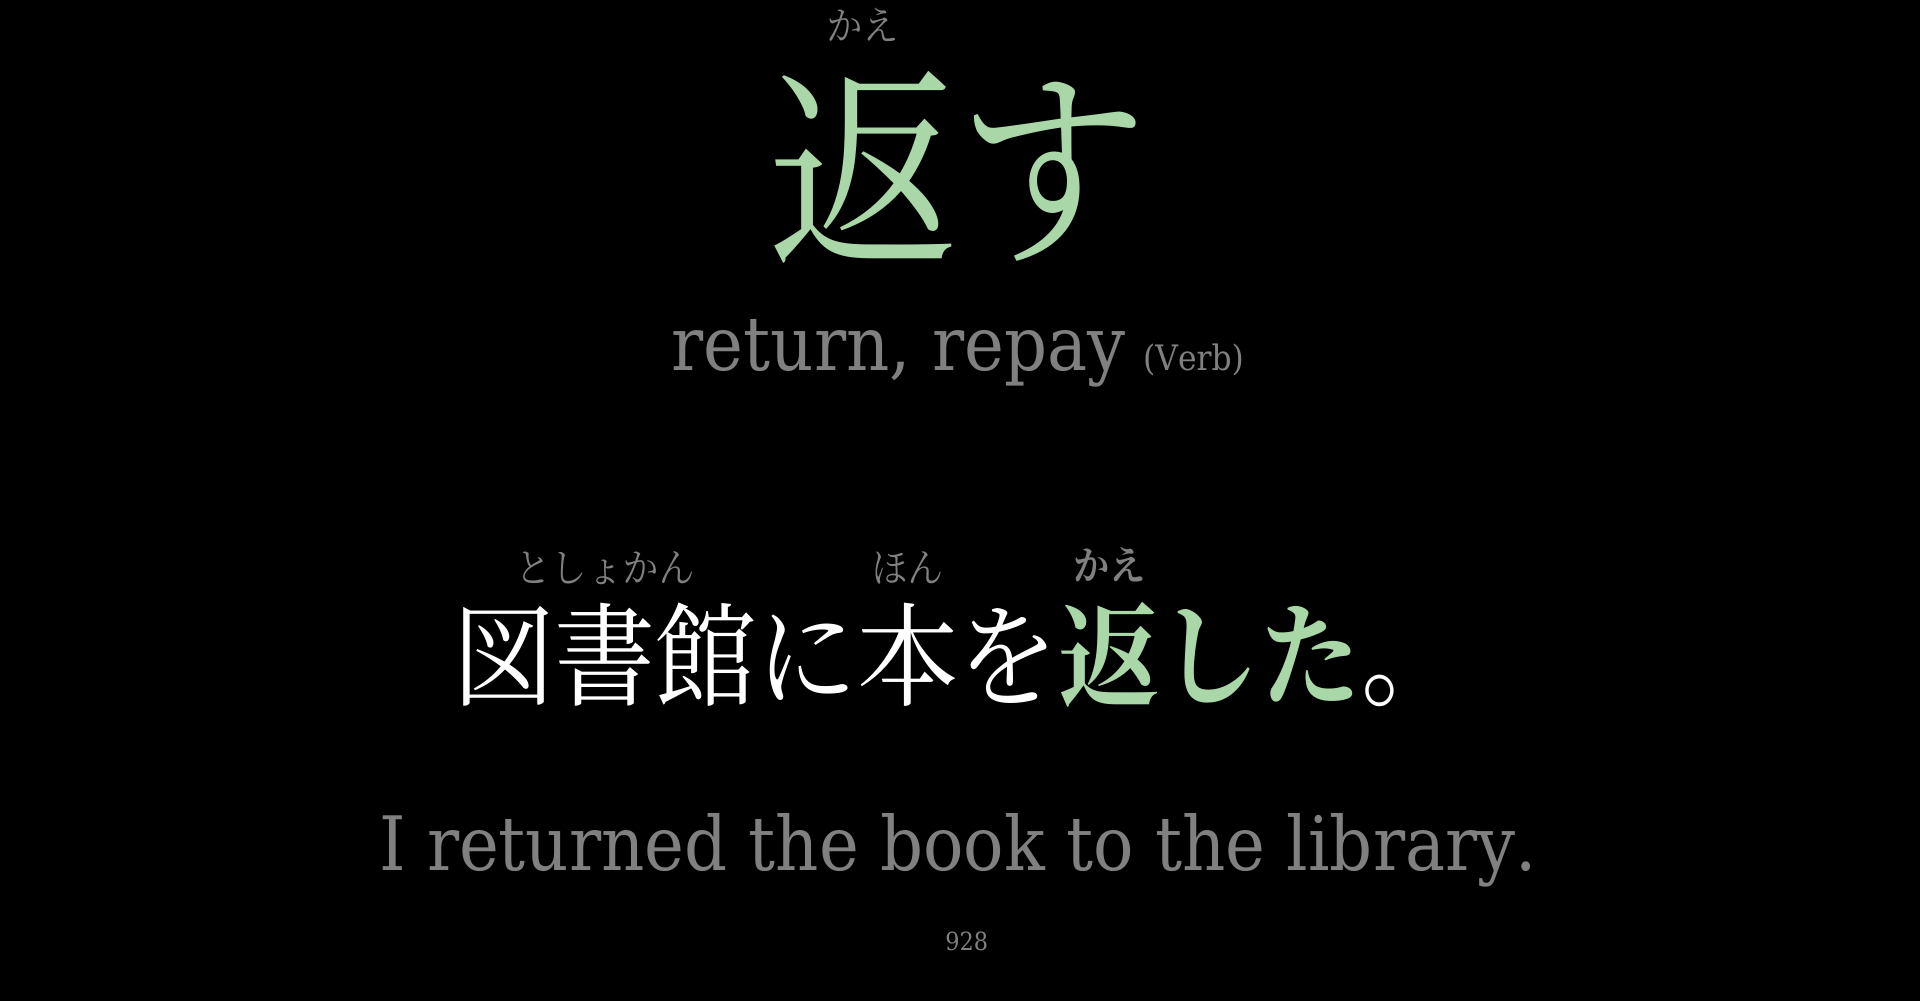 かえ
返す
return, repay (Verb)
としょかん ほん かえ
図書館に本を返した。
I returned the book to the library.
928